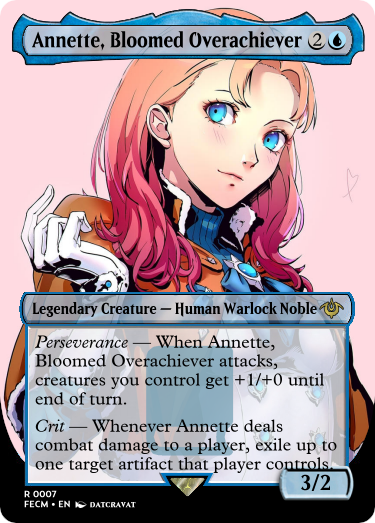 Annette, Bloomed Overachiever 2
Legendary Creature — Human Warlock Noble
Perseverance — When Annette,
Bloomed Overachiever attacks,
creatures you control get +1/+0 until
end of turn.
Crit — Whenever Annette deals
combat damage to a player, exile up to
one target artifact that player controls.
3/2
R 0007
FECM • EN DATCRAVAT